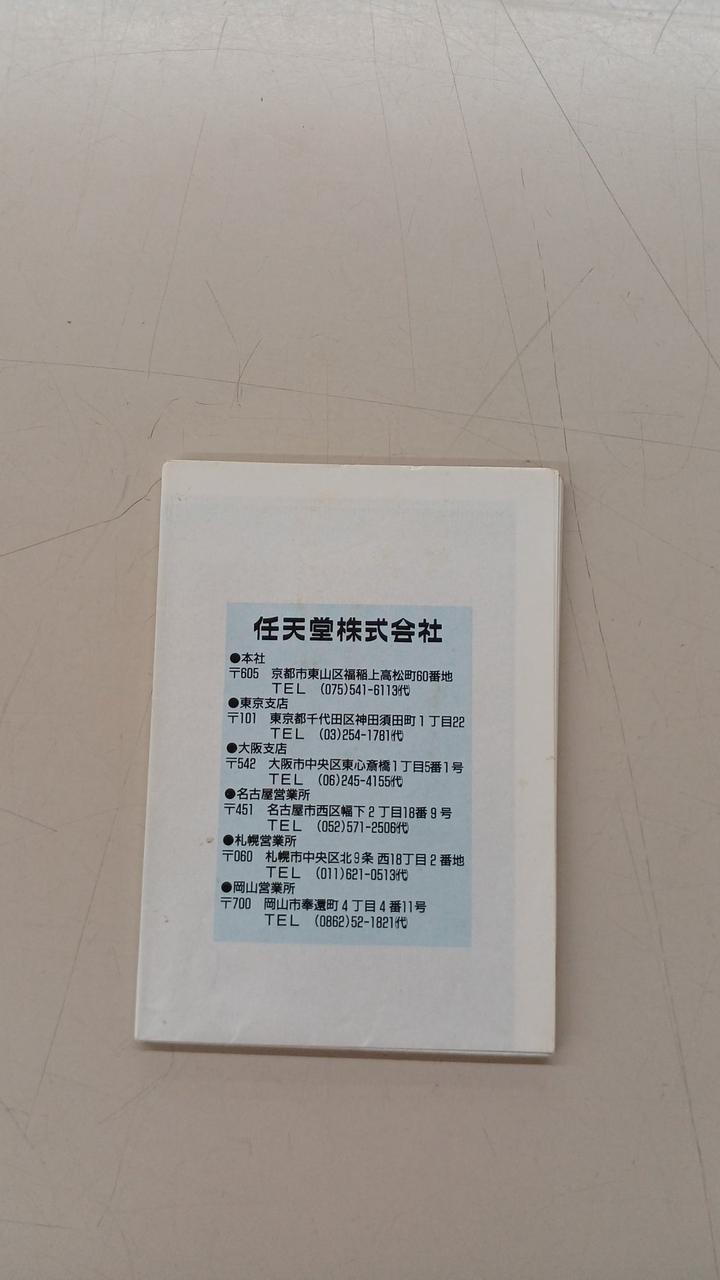 任天堂株式会社
●本社
〒605 京都市東山区福稲上高松町60番地
TEL (075)541-6113代
●東京支店
〒101 東京都千代田区神田須田町1丁目22
TEL (03)254-1781代
●大阪支店
〒542 大阪市中央区東心斎橋1丁目5番1号
TEL (06)245-4155代
●名古屋営業所
〒451 名古屋市西区幅下2丁目18番9号
TEL (052)571-2506代
●札幌営業所
〒060 札幌市中央区北9条西18丁目2番地
TEL (011)621-0513代
●岡山営業所
〒700 岡山市奉還町4丁目4番11号
TEL (0862)52-1821代